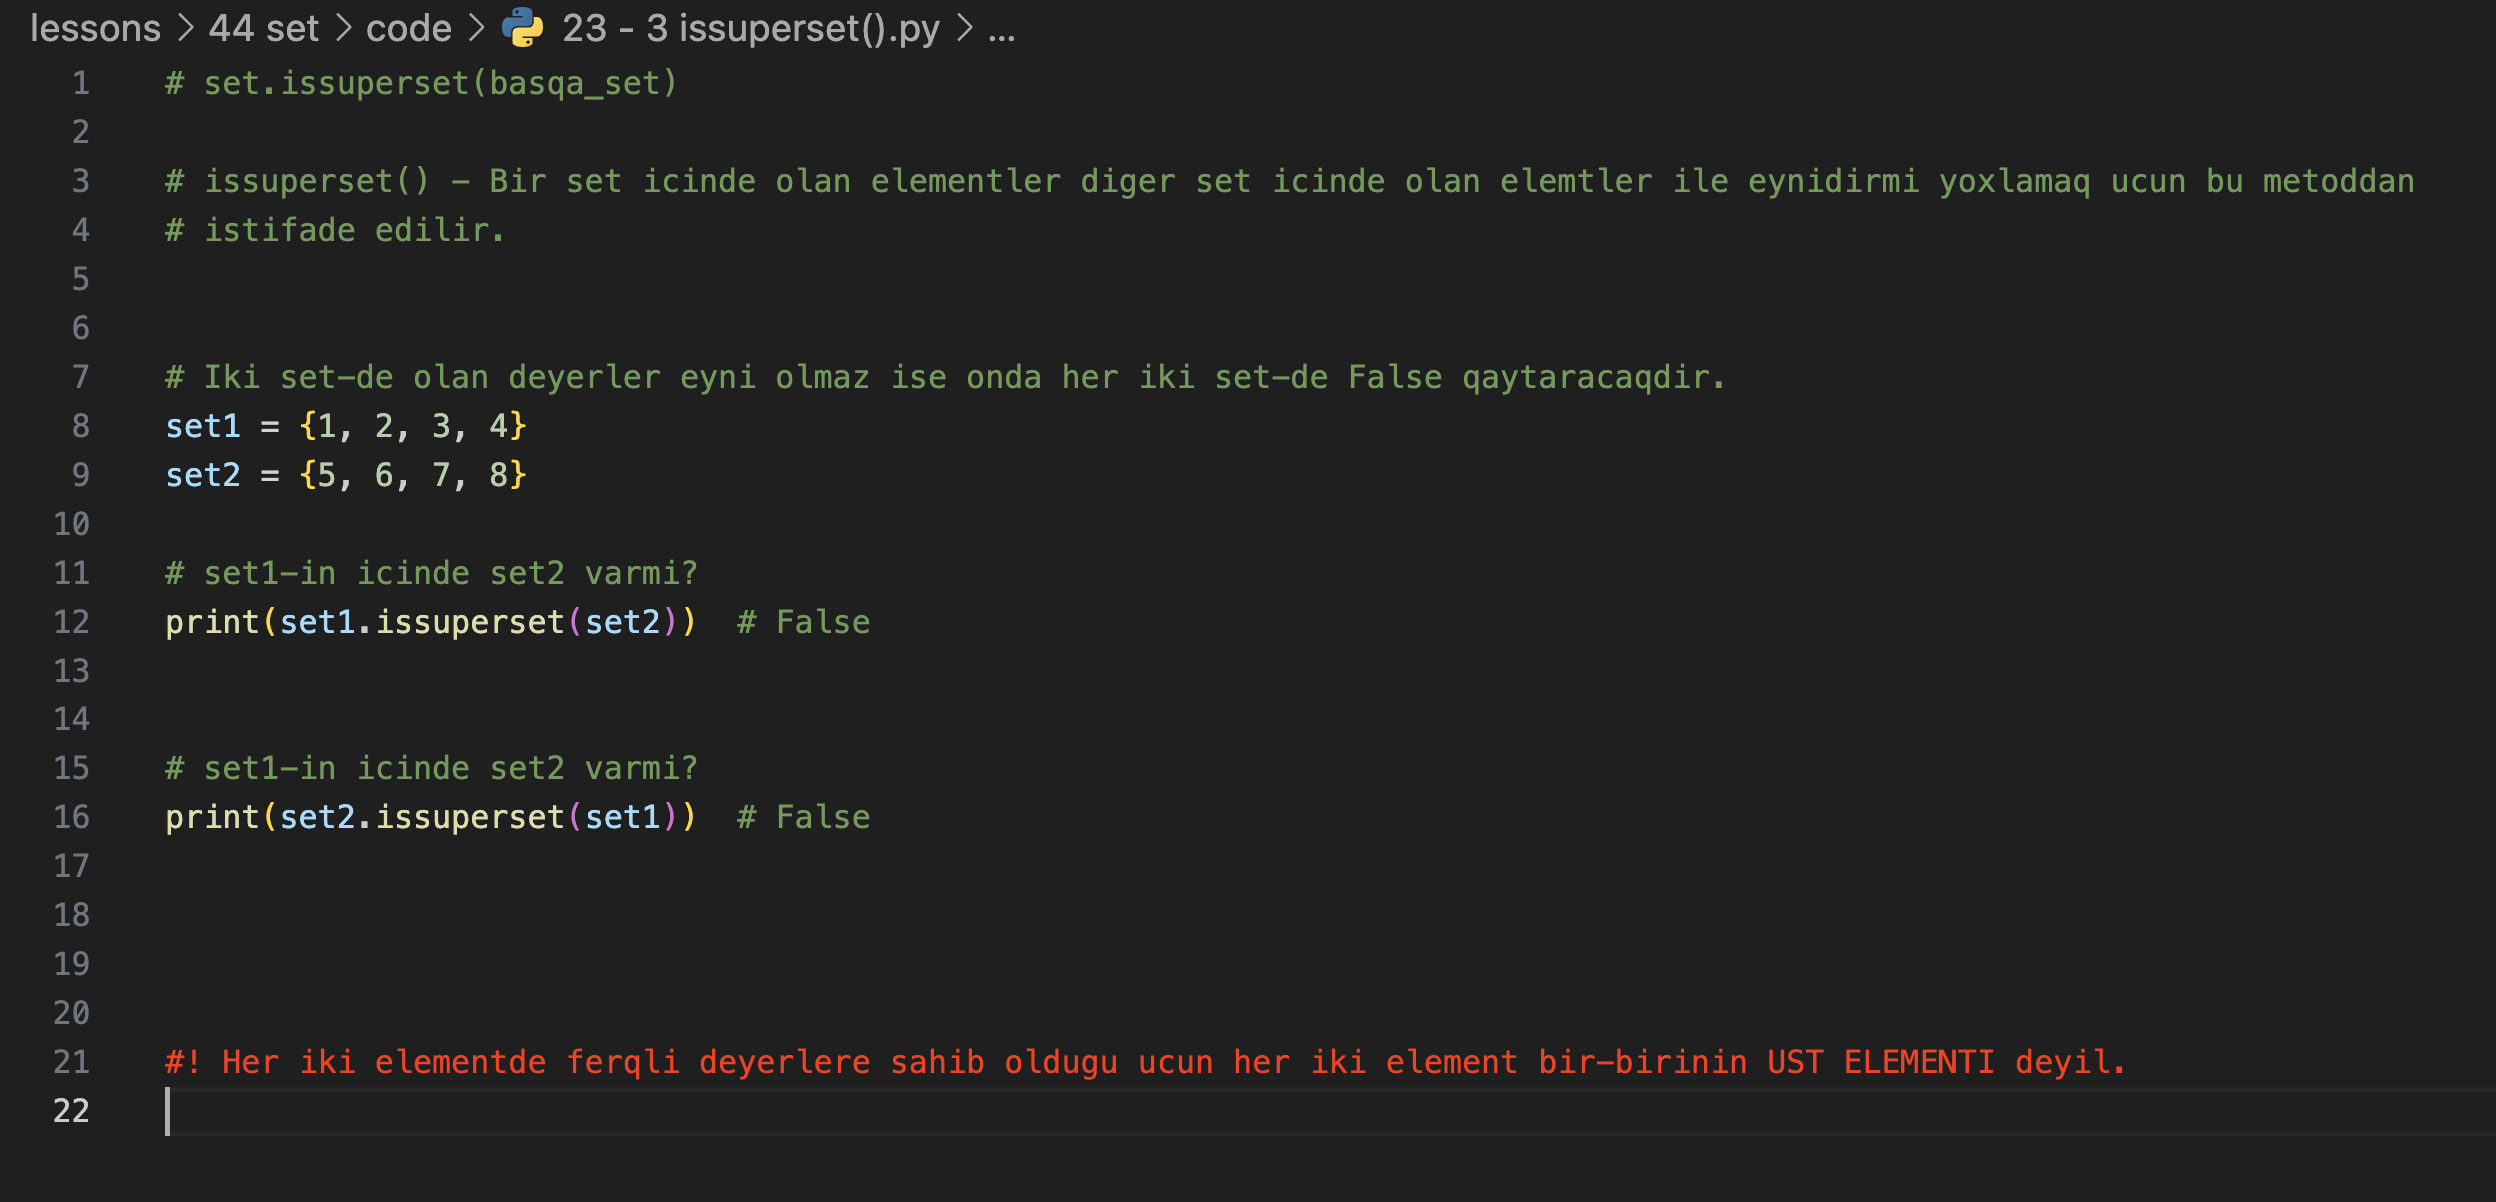 lessons > 44 set > code > 23 - 3 issuperset().py > ...
1 # set.issuperset(basqa_set)
2
3 # issuperset() - Bir set icinde olan elementler diger set icinde olan elemtler ile eynidirmi yoxlamaq ucun bu metoddan
4 # istifade edilir.
5
6
7 # Iki set-de olan deyerler eyni olmaz ise onda her iki set-de False qaytaracaqdir.
8 set1 = {1, 2, 3, 4}
9 set2 = {5, 6, 7, 8}
10
11 # set1-in icinde set2 varmi?
12 print(set1.issuperset(set2))  # False
13
14
15 # set1-in icinde set2 varmi?
16 print(set2.issuperset(set1))  # False
17
18
19
20
21 #! Her iki elementde ferqli deyerlere sahib oldugu ucun her iki element bir-birinin UST ELEMENTI deyil.
22